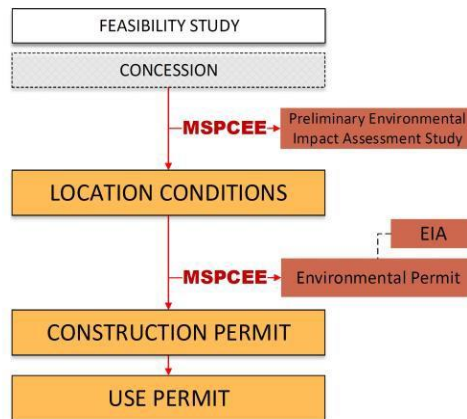 FEASIBILITY STUDY
CONCESSION
MSPCEE
Preliminary Environmental
Impact Assessment Study
LOCATION CONDITIONS
EIA
MSPCEE
Environmental Permit
CONSTRUCTION PERMIT
USE PERMIT